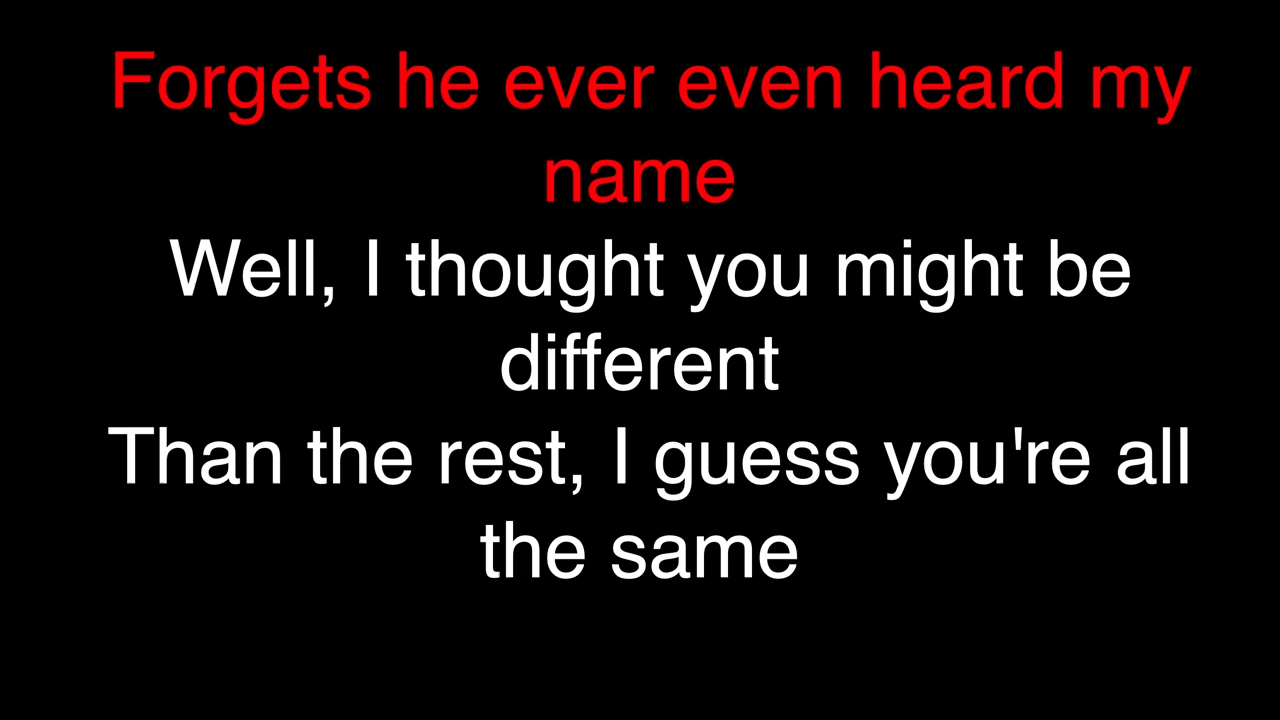 Forgets he ever even heard my
name
Well, I thought you might be
different
Than the rest, I guess you're all
the same